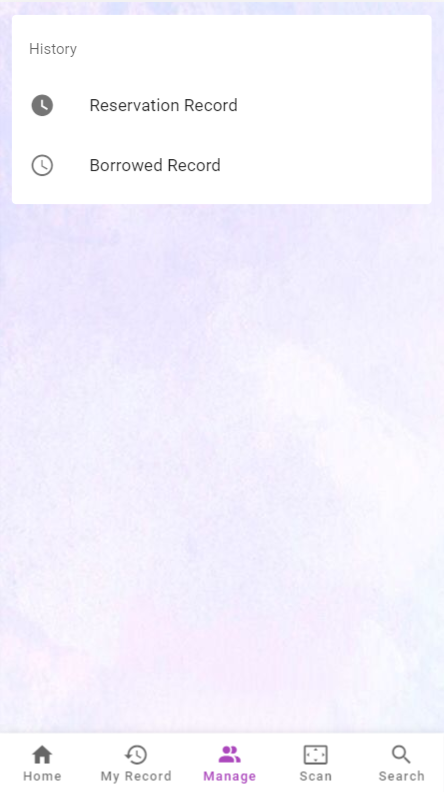 History
Reservation Record
Borrowed Record
Home
My Record
Manage
Scan
Search